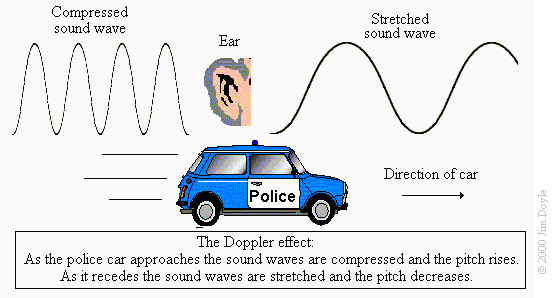 Compressed
sound wave
Ear
Stretched
sound wave
Police
Direction of car
The Doppler effect:
As the police car approaches the sound waves are compressed and the pitch rises.
As it recedes the sound waves are stretched and the pitch decreases.
© 2000 Jim Doyle